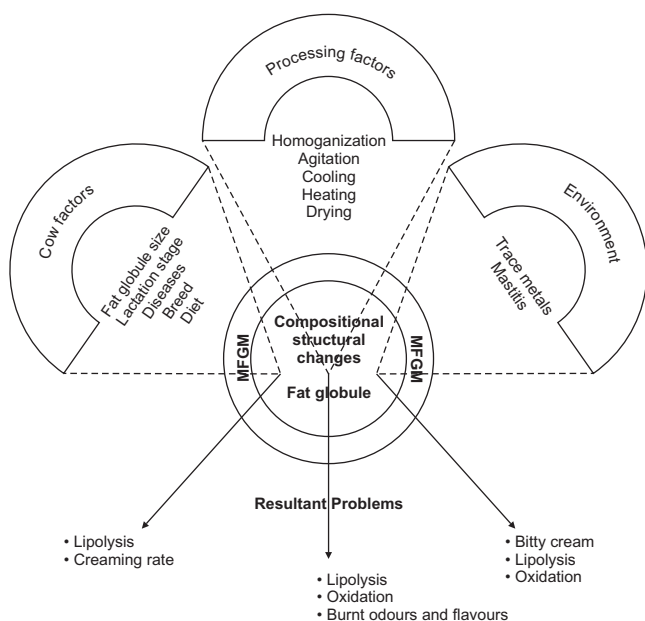 Processing factors
Homoganization
Agitation
Cooling
Heating
Drying
Cow factors
Fat globule size
Lactation stage
Diseases
Breed
Diet
Environment
Trace metals
Mastitis
MFGM
Compositional
structural
changes
Fat globule
MFGM
Resultant Problems
• Lipolysis
• Creaming rate
• Lipolysis
• Oxidation
• Burnt odours and flavours
• Bitty cream
• Lipolysis
• Oxidation